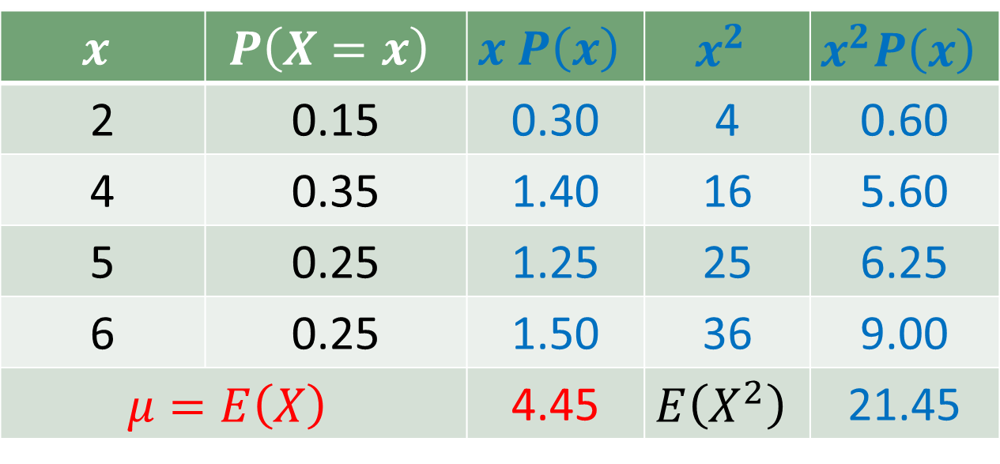 x P(X = x) x P(x) x² x² P(x)
2 0.15 0.30 4 0.60
4 0.35 1.40 16 5.60
5 0.25 1.25 25 6.25
6 0.25 1.50 36 9.00
μ = E(X) 4.45 E(X²) 21.45